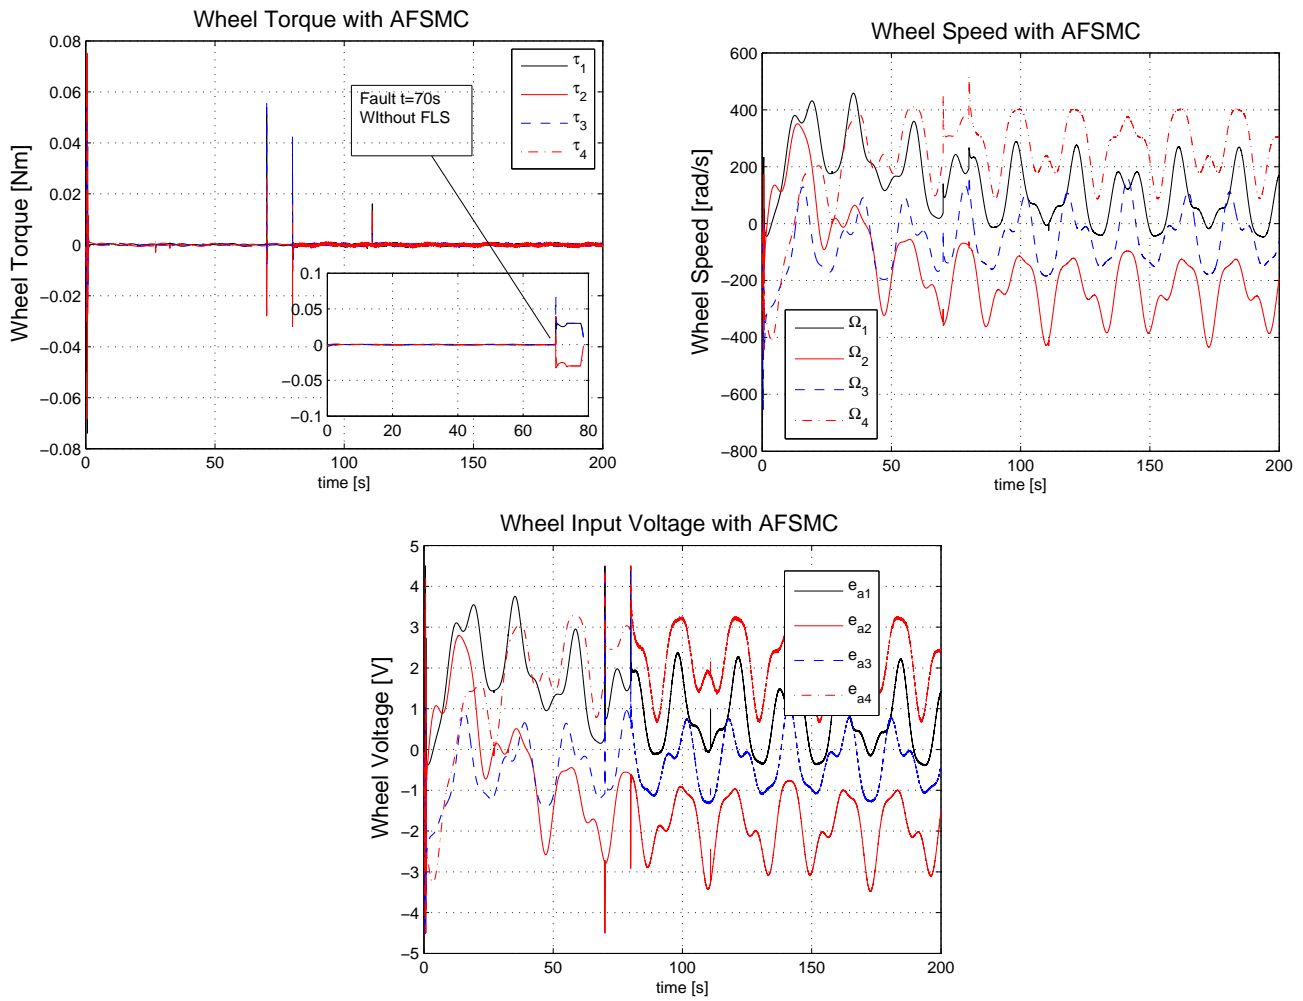 Wheel Torque with AFSMC
0.08
0.06
0.04
0.02
0
−0.02
−0.04
−0.06
−0.08
Wheel Torque [Nm]
τ1
τ2
τ3
τ4
Fault t=70s
WIthout FLS
0.1
0.05
0
−0.05
−0.1
0 20 40 60 80
0 50 100 150 200
time [s]
Wheel Speed with AFSMC
600
400
200
0
−200
−400
−600
−800
Wheel Speed [rad/s]
Ω1
Ω2
Ω3
Ω4
0 50 100 150 200
time [s]
Wheel Input Voltage with AFSMC
5
4
3
2
1
0
−1
−2
−3
−4
−5
Wheel Voltage [V]
ea1
ea2
ea3
ea4
0 50 100 150 200
time [s]